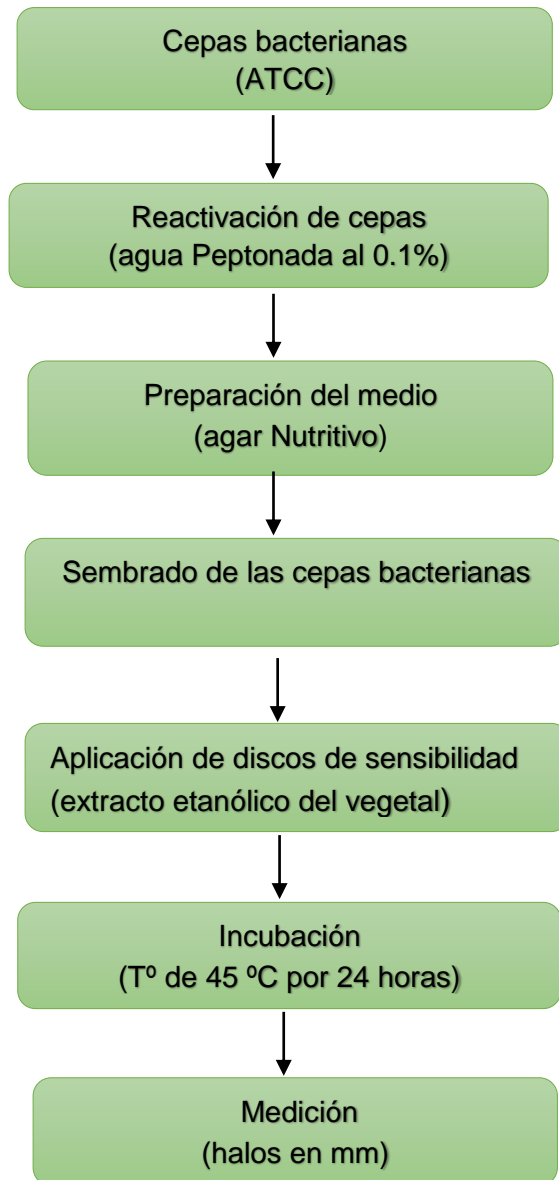 Cepas bacterianas
(ATCC)
Reactivación de cepas
(agua Peptonada al 0.1%)
Preparación del medio
(agar Nutritivo)
Sembrado de las cepas bacterianas
Aplicación de discos de sensibilidad
(extracto etanólico del vegetal)
Incubación
(Tº de 45 ºC por 24 horas)
Medición
(halos en mm)